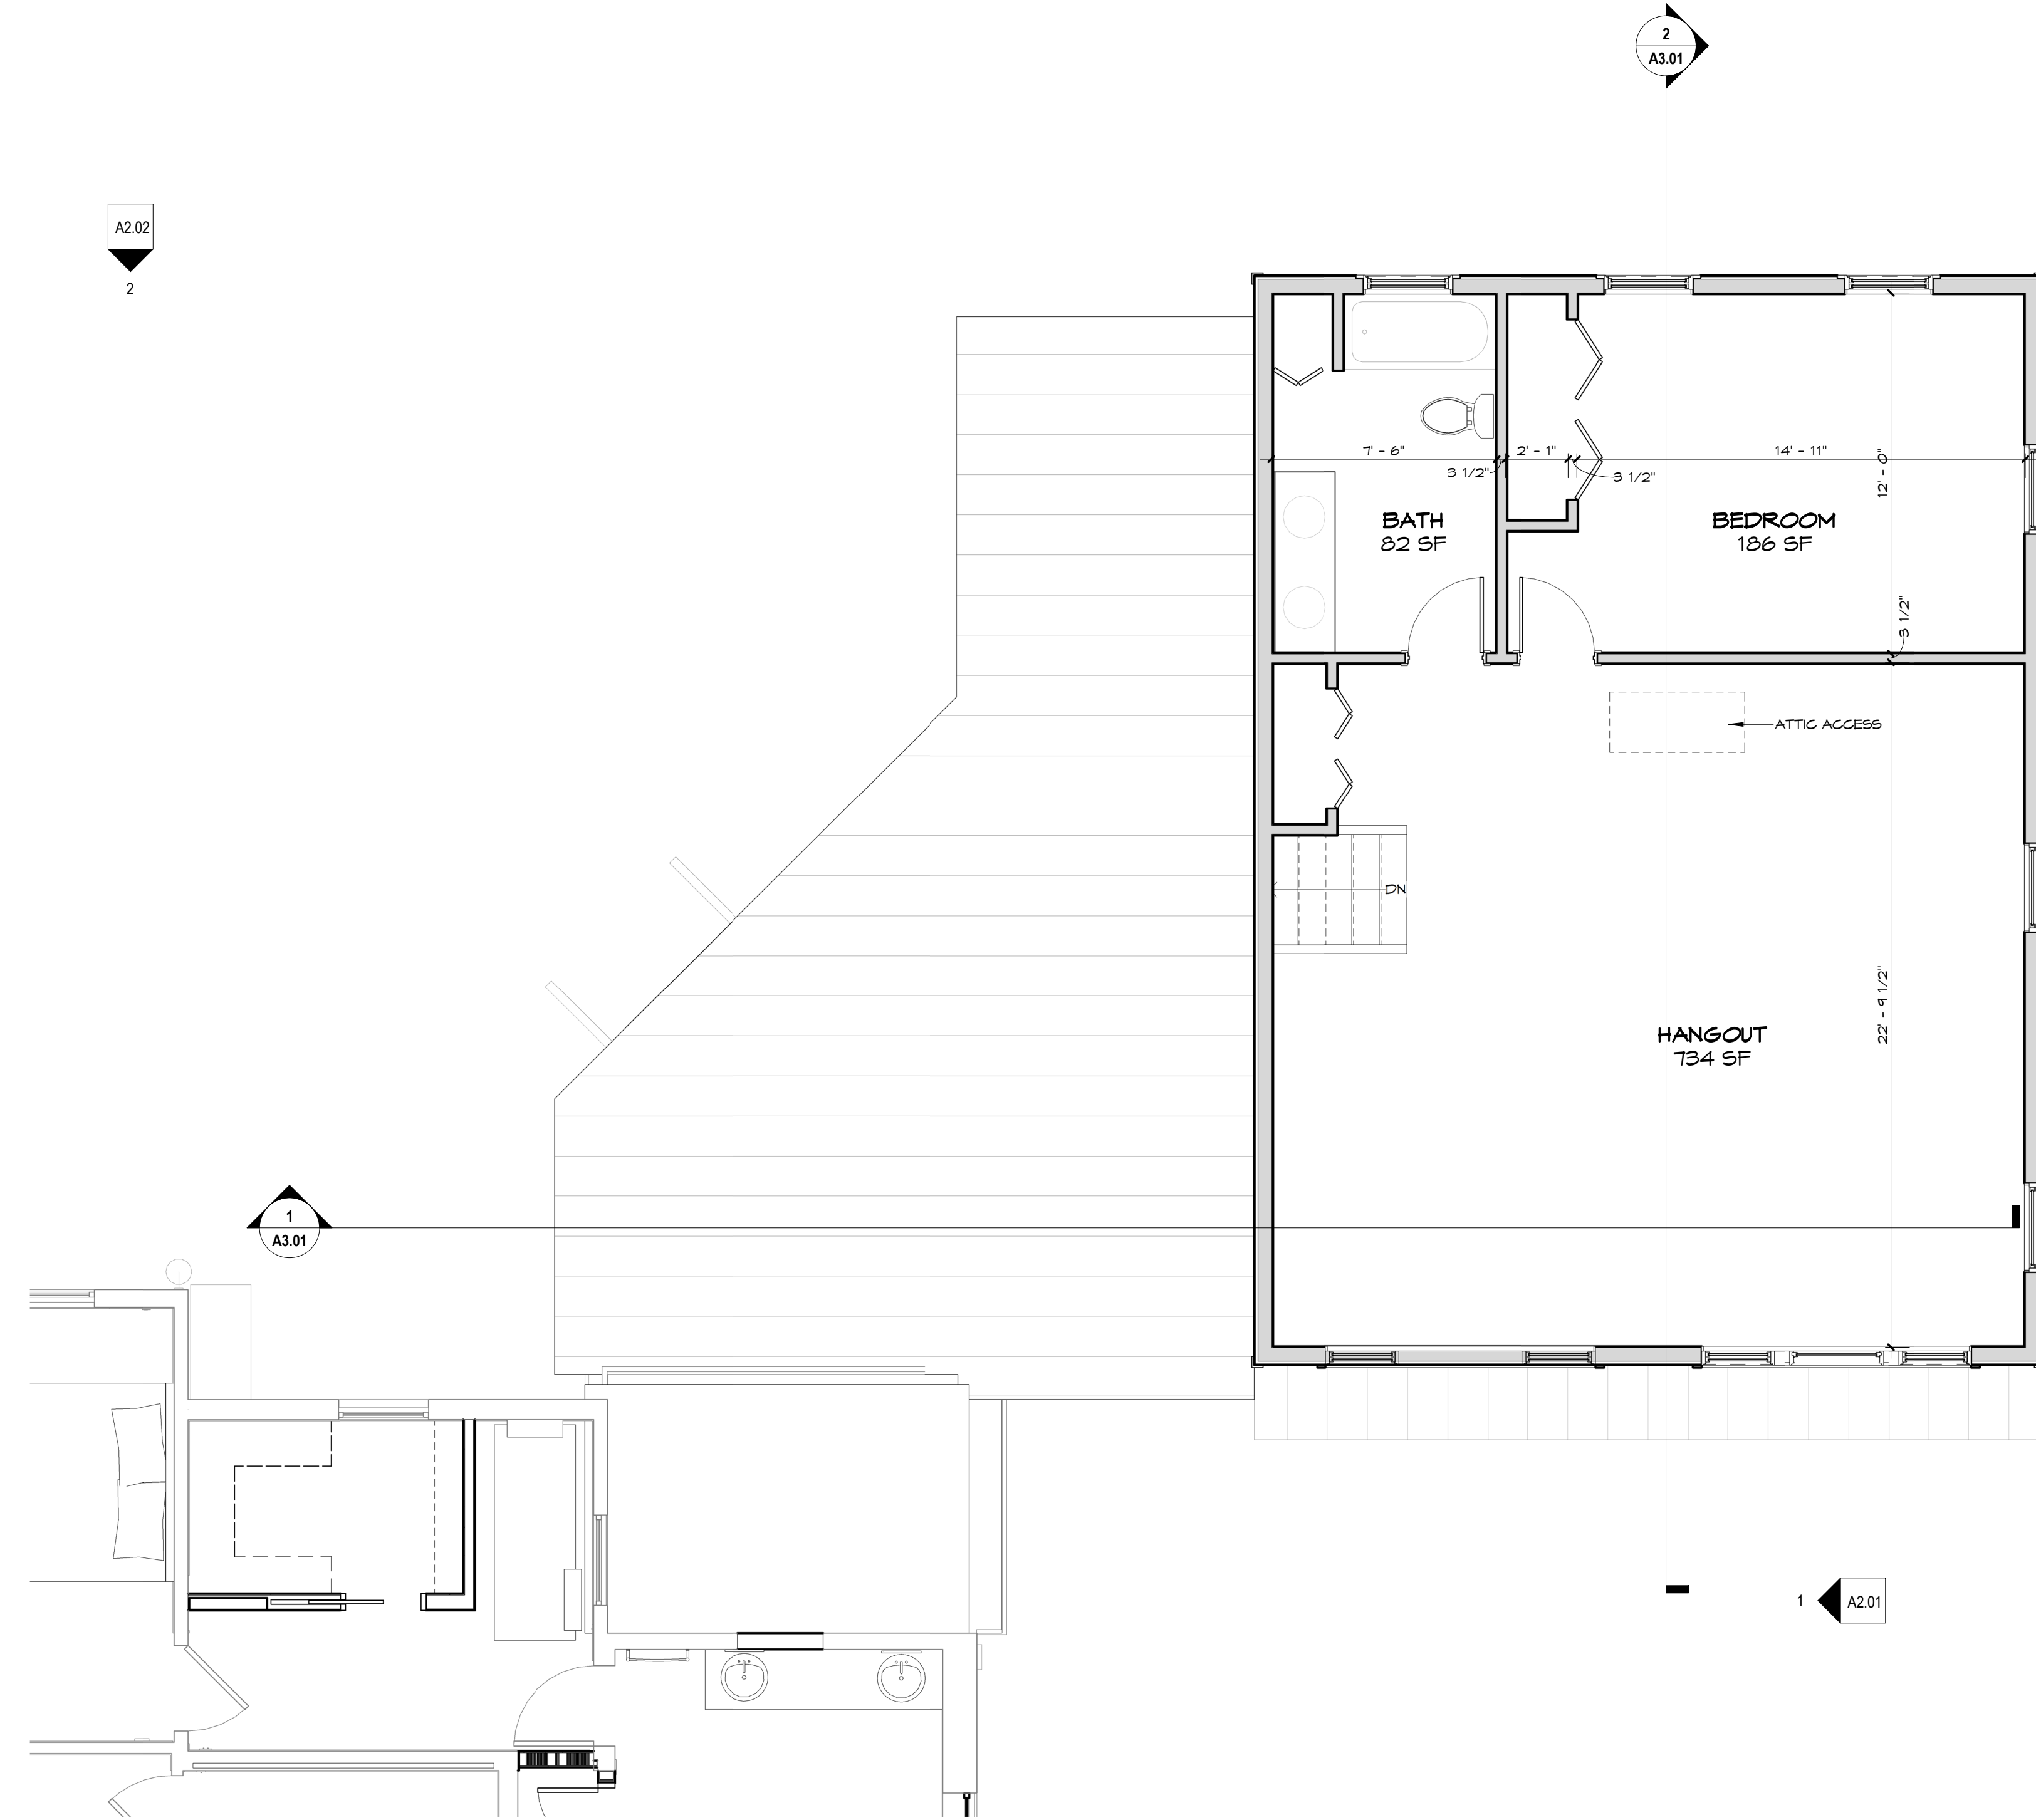 2
A3.01
A2.02
2
7' - 6"
2' - 1"
14' - 11"
3 1/2"
3 1/2"
12' - 0"
BATH
82 SF
BEDROOM
186 SF
3 1/2"
ATTIC ACCESS
DN
22' - 9 1/2"
HANGOUT
734 SF
1
A3.01
1
A2.01